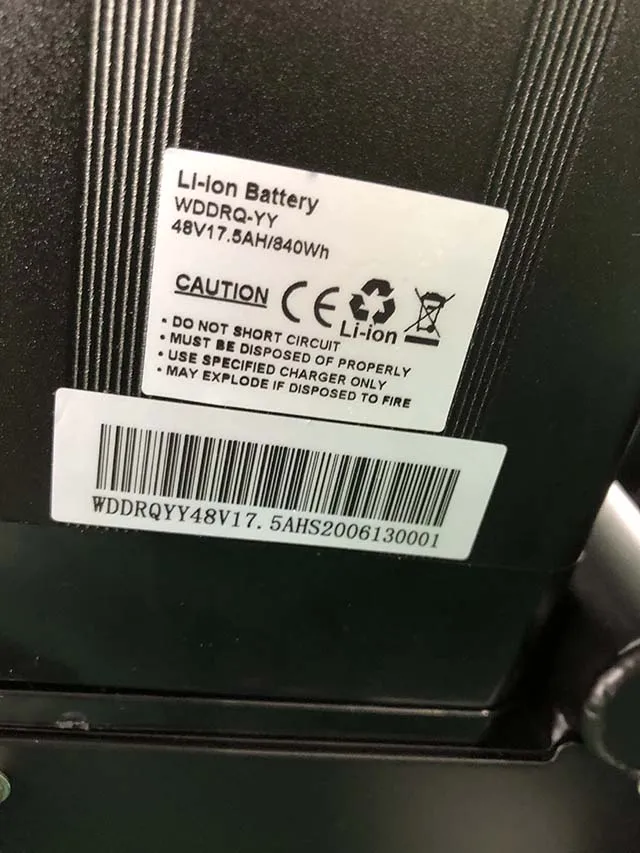 LI-Ion Battery
WDDRQ-YY
48V17.5AH/840Wh
CAUTION CE
Li-ion
• DO NOT SHORT CIRCUIT
• MUST BE DISPOSED OF PROPERLY
• USE SPECIFIED CHARGER ONLY
• MAY EXPLODE IF DISPOSED TO FIRE
WDDRQYY48V17.5AHS2006130001